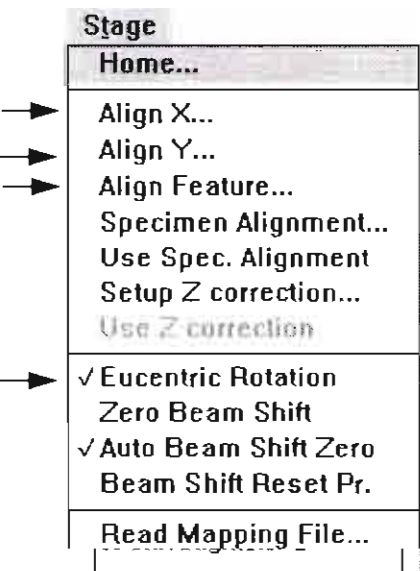 Stage
Home...
Align X...
Align Y...
Align Feature...
Specimen Alignment...
Use Spec. Alignment
Setup Z correction...
Use Z correction
√ Eucentric Rotation
Zero Beam Shift
√ Auto Beam Shift Zero
Beam Shift Reset Pr.
Read Mapping File...